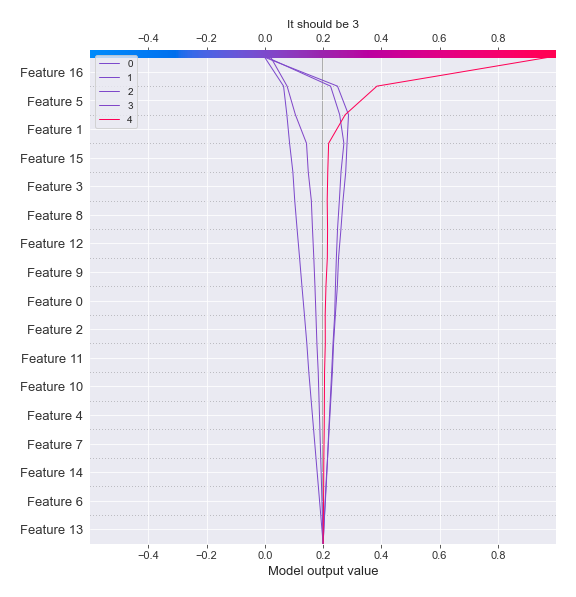 It should be 3
-0.4 -0.2 0.0 0.2 0.4 0.6 0.8
0
1
2
3
4
Feature 16
Feature 5
Feature 1
Feature 15
Feature 3
Feature 8
Feature 12
Feature 9
Feature 0
Feature 2
Feature 11
Feature 10
Feature 4
Feature 7
Feature 14
Feature 6
Feature 13
-0.4 -0.2 0.0 0.2 0.4 0.6 0.8
Model output value